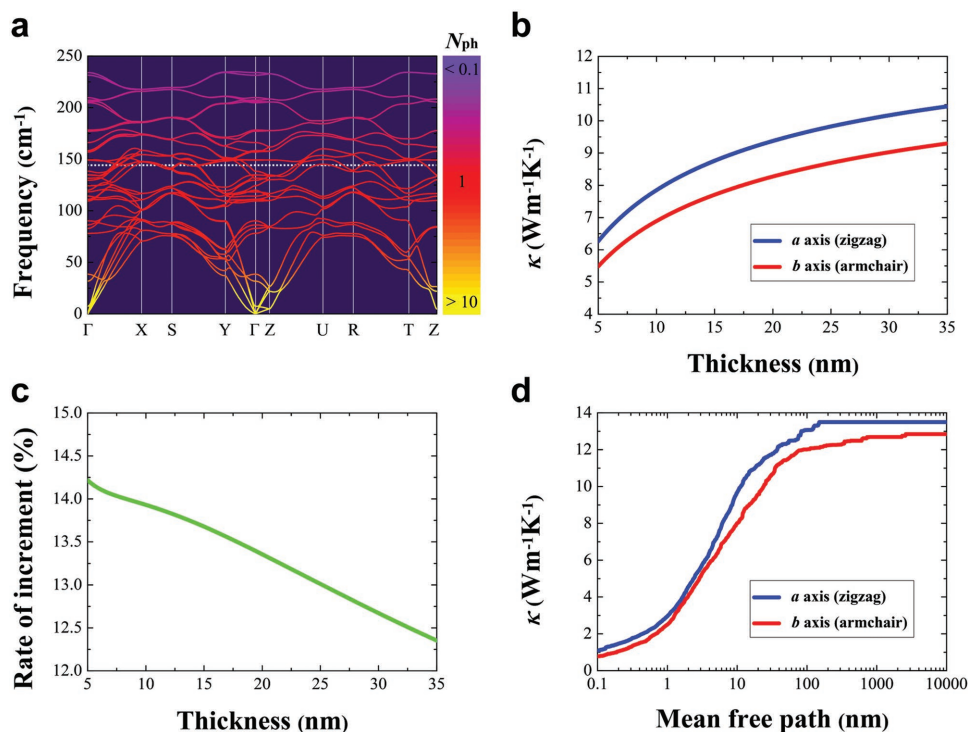 a
N_ph
250
200
150
100
50
0
Frequency (cm⁻¹)
Γ X S Y Γ Z U R T Z
< 0.1
1
> 10
b
12
11
10
9
8
7
6
5
4
κ (Wm⁻¹K⁻¹)
a axis (zigzag)
b axis (armchair)
5 10 15 20 25 30 35
Thickness (nm)
c
15.0
14.5
14.0
13.5
13.0
12.5
12.0
Rate of increment (%)
5 10 15 20 25 30 35
Thickness (nm)
d
14
12
10
8
6
4
2
0
κ (Wm⁻¹K⁻¹)
a axis (zigzag)
b axis (armchair)
0.1 1 10 100 1000 10000
Mean free path (nm)